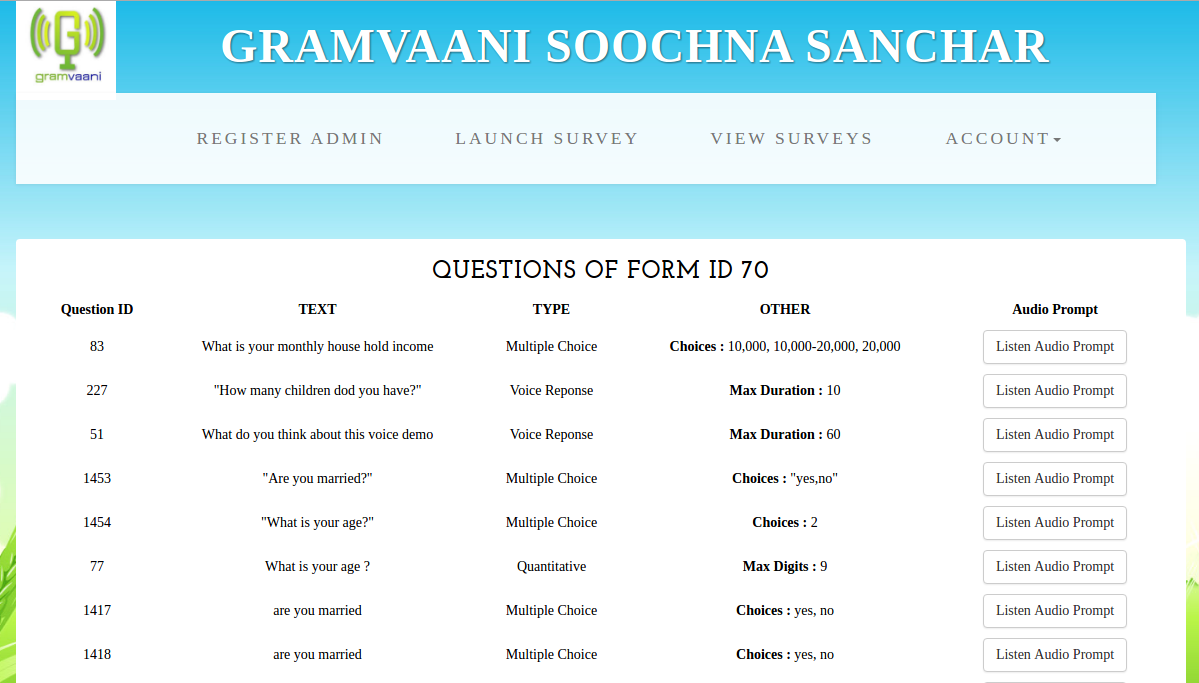 gramvaani
GRAMVAANI SOOCHNA SANCHAR
REGISTER ADMIN LAUNCH SURVEY VIEW SURVEYS ACCOUNT
QUESTIONS OF FORM ID 70
Question ID TEXT TYPE OTHER Audio Prompt
83 What is your monthly house hold income Multiple Choice Choices : 10,000, 10,000-20,000, 20,000 Listen Audio Prompt
227 "How many children dod you have?" Voice Reponse Max Duration : 10 Listen Audio Prompt
51 What do you think about this voice demo Voice Reponse Max Duration : 60 Listen Audio Prompt
1453 "Are you married?" Multiple Choice Choices : "yes,no" Listen Audio Prompt
1454 "What is your age?" Multiple Choice Choices : 2 Listen Audio Prompt
77 What is your age ? Quantitative Max Digits : 9 Listen Audio Prompt
1417 are you married Multiple Choice Choices : yes, no Listen Audio Prompt
1418 are you married Multiple Choice Choices : yes, no Listen Audio Prompt